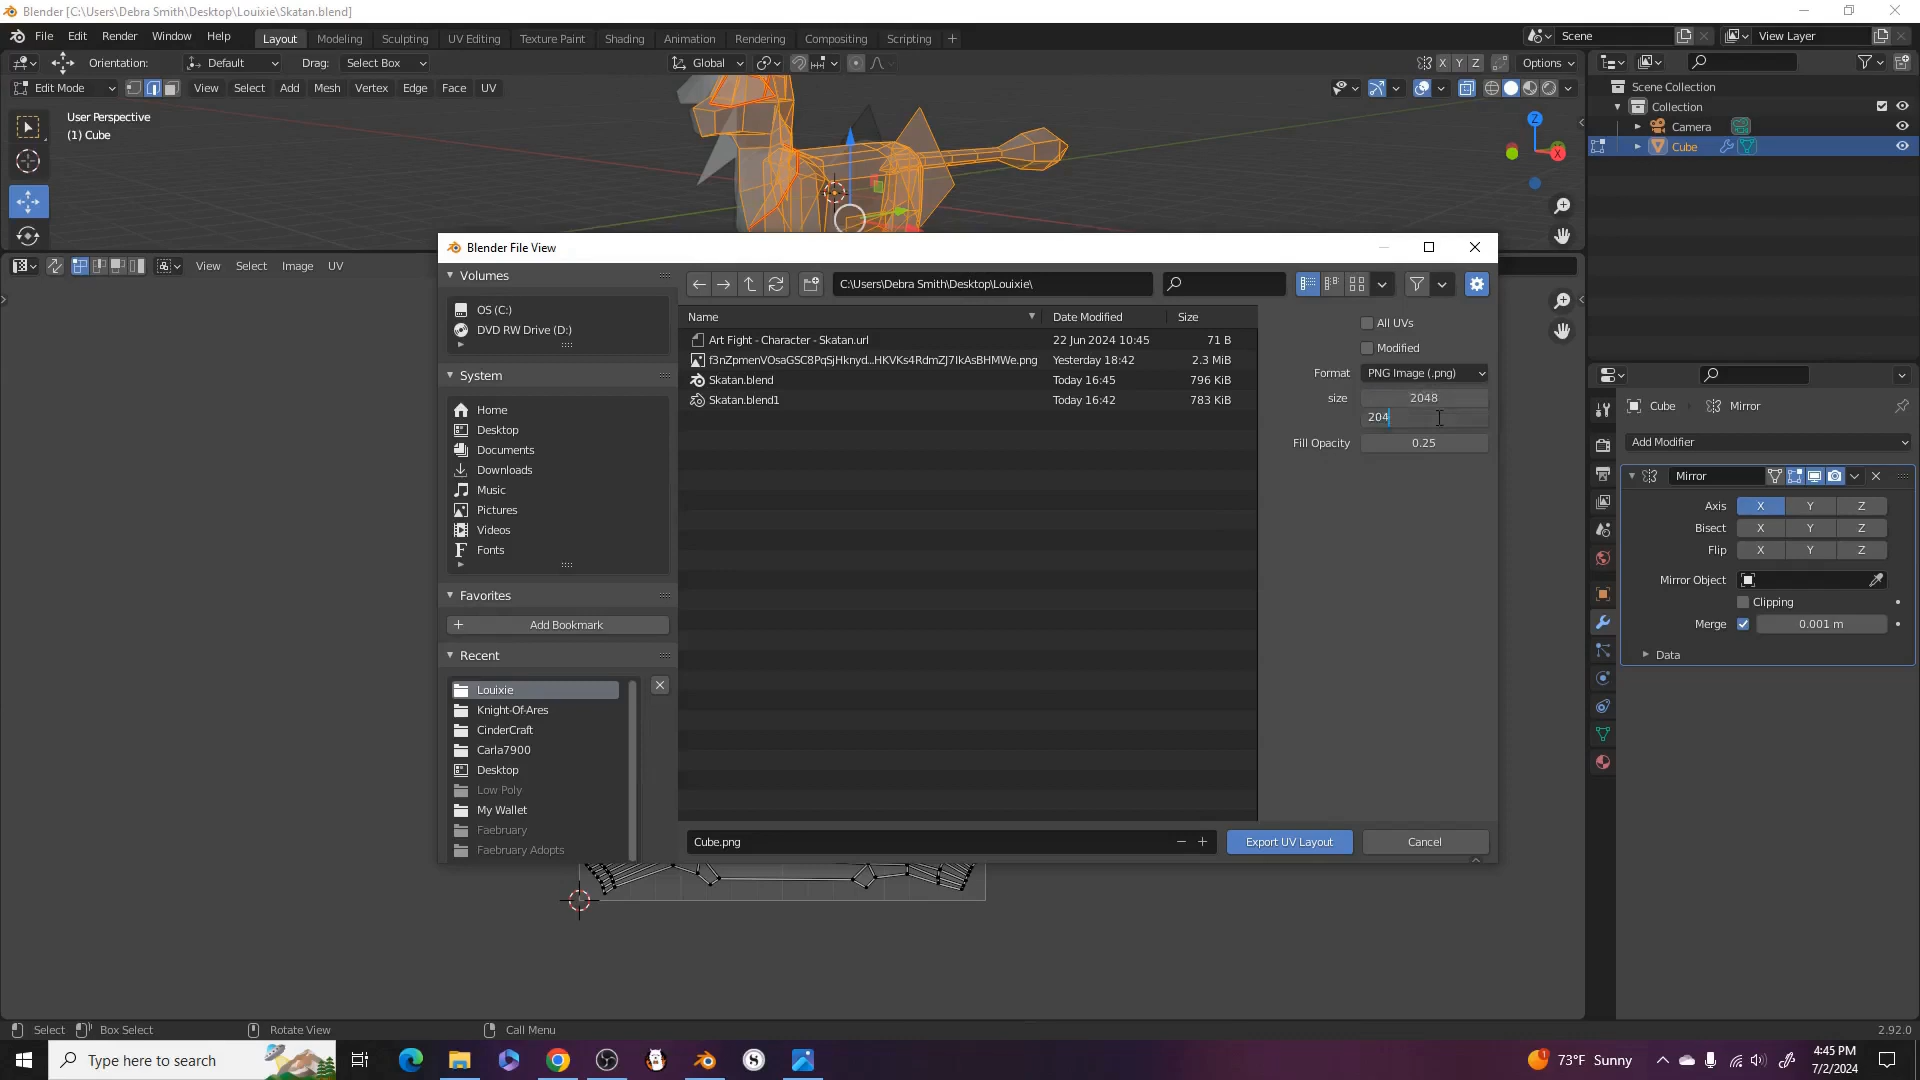 Blender [C:\Users\Debra Smith\Desktop\Louixie\Skatan.blend]
File Edit Render Window Help
Layout Modeling Sculpting UV Editing Texture Paint Shading Animation Rendering Compositing Scripting +
Scene
View Layer
Orientation: Default Drag: Select Box
Global
X Y Z Options
Edit Mode View Select Add Mesh Vertex Edge Face UV
User Perspective
(1) Cube
Z
X
Scene Collection
Collection
Camera
Cube
View Select Image UV
Blender File View
Volumes
OS (C:)
DVD RW Drive (D:)
System
Home
Desktop
Documents
Downloads
Music
Pictures
Videos
Fonts
Favorites
+ Add Bookmark
Recent
Louixie
Knight-Of-Ares
CinderCraft
Carla7900
Desktop
Low Poly
My Wallet
Faebruary
Faebruary Adopts
C:\Users\Debra Smith\Desktop\Louixie\
Name Date Modified Size
Art Fight - Character - Skatan.url 22 Jun 2024 10:45 71 B
f3nZpmenVOsaGSC8PqSjHknyd...HKVKs4RdmZJ7IkAsBHMWe.png Yesterday 18:42 2.3 MiB
Skatan.blend Today 16:45 796 KiB
Skatan.blend1 Today 16:42 783 KiB
All UVs
Modified
Format PNG Image (.png)
size 2048
204
Fill Opacity 0.25
Cube.png
Export UV Layout
Cancel
Cube Mirror
Add Modifier
Mirror
Axis X Y Z
Bisect X Y Z
Flip X Y Z
Mirror Object
Clipping
Merge 0.001 m
Data
Select Box Select Rotate View Call Menu 2.92.0
Type here to search
73°F Sunny
4:45 PM
7/2/2024